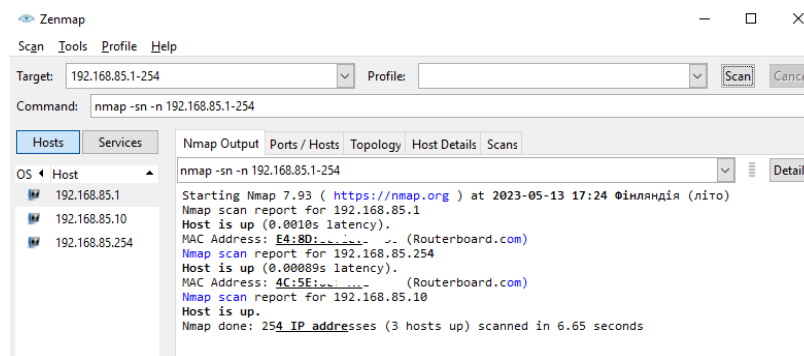 Zenmap
Scan Tools Profile Help
Target: 192.168.85.1-254 Profile: Scan
Command: nmap -sn -n 192.168.85.1-254
Hosts Services Nmap Output Ports / Hosts Topology Host Details Scans
OS Host
nmap -sn -n 192.168.85.1-254 Detail
192.168.85.1
192.168.85.10
192.168.85.254
Starting Nmap 7.93 ( https://nmap.org ) at 2023-05-13 17:24 Фінляндія (літо)
Nmap scan report for 192.168.85.1
Host is up (0.0010s latency).
MAC Address: E4:8D: (Routerboard.com)
Nmap scan report for 192.168.85.254
Host is up (0.00089s latency).
MAC Address: 4C:5E: (Routerboard.com)
Nmap scan report for 192.168.85.10
Host is up.
Nmap done: 254 IP addresses (3 hosts up) scanned in 6.65 seconds